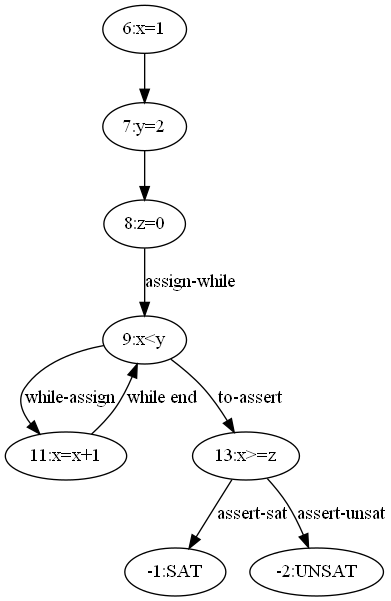 6:x=1
7:y=2
8:z=0
assign-while
9:x<y
while-assign
while end
to-assert
11:x=x+1
13:x>=z
assert-sat
assert-unsat
-1:SAT
-2:UNSAT